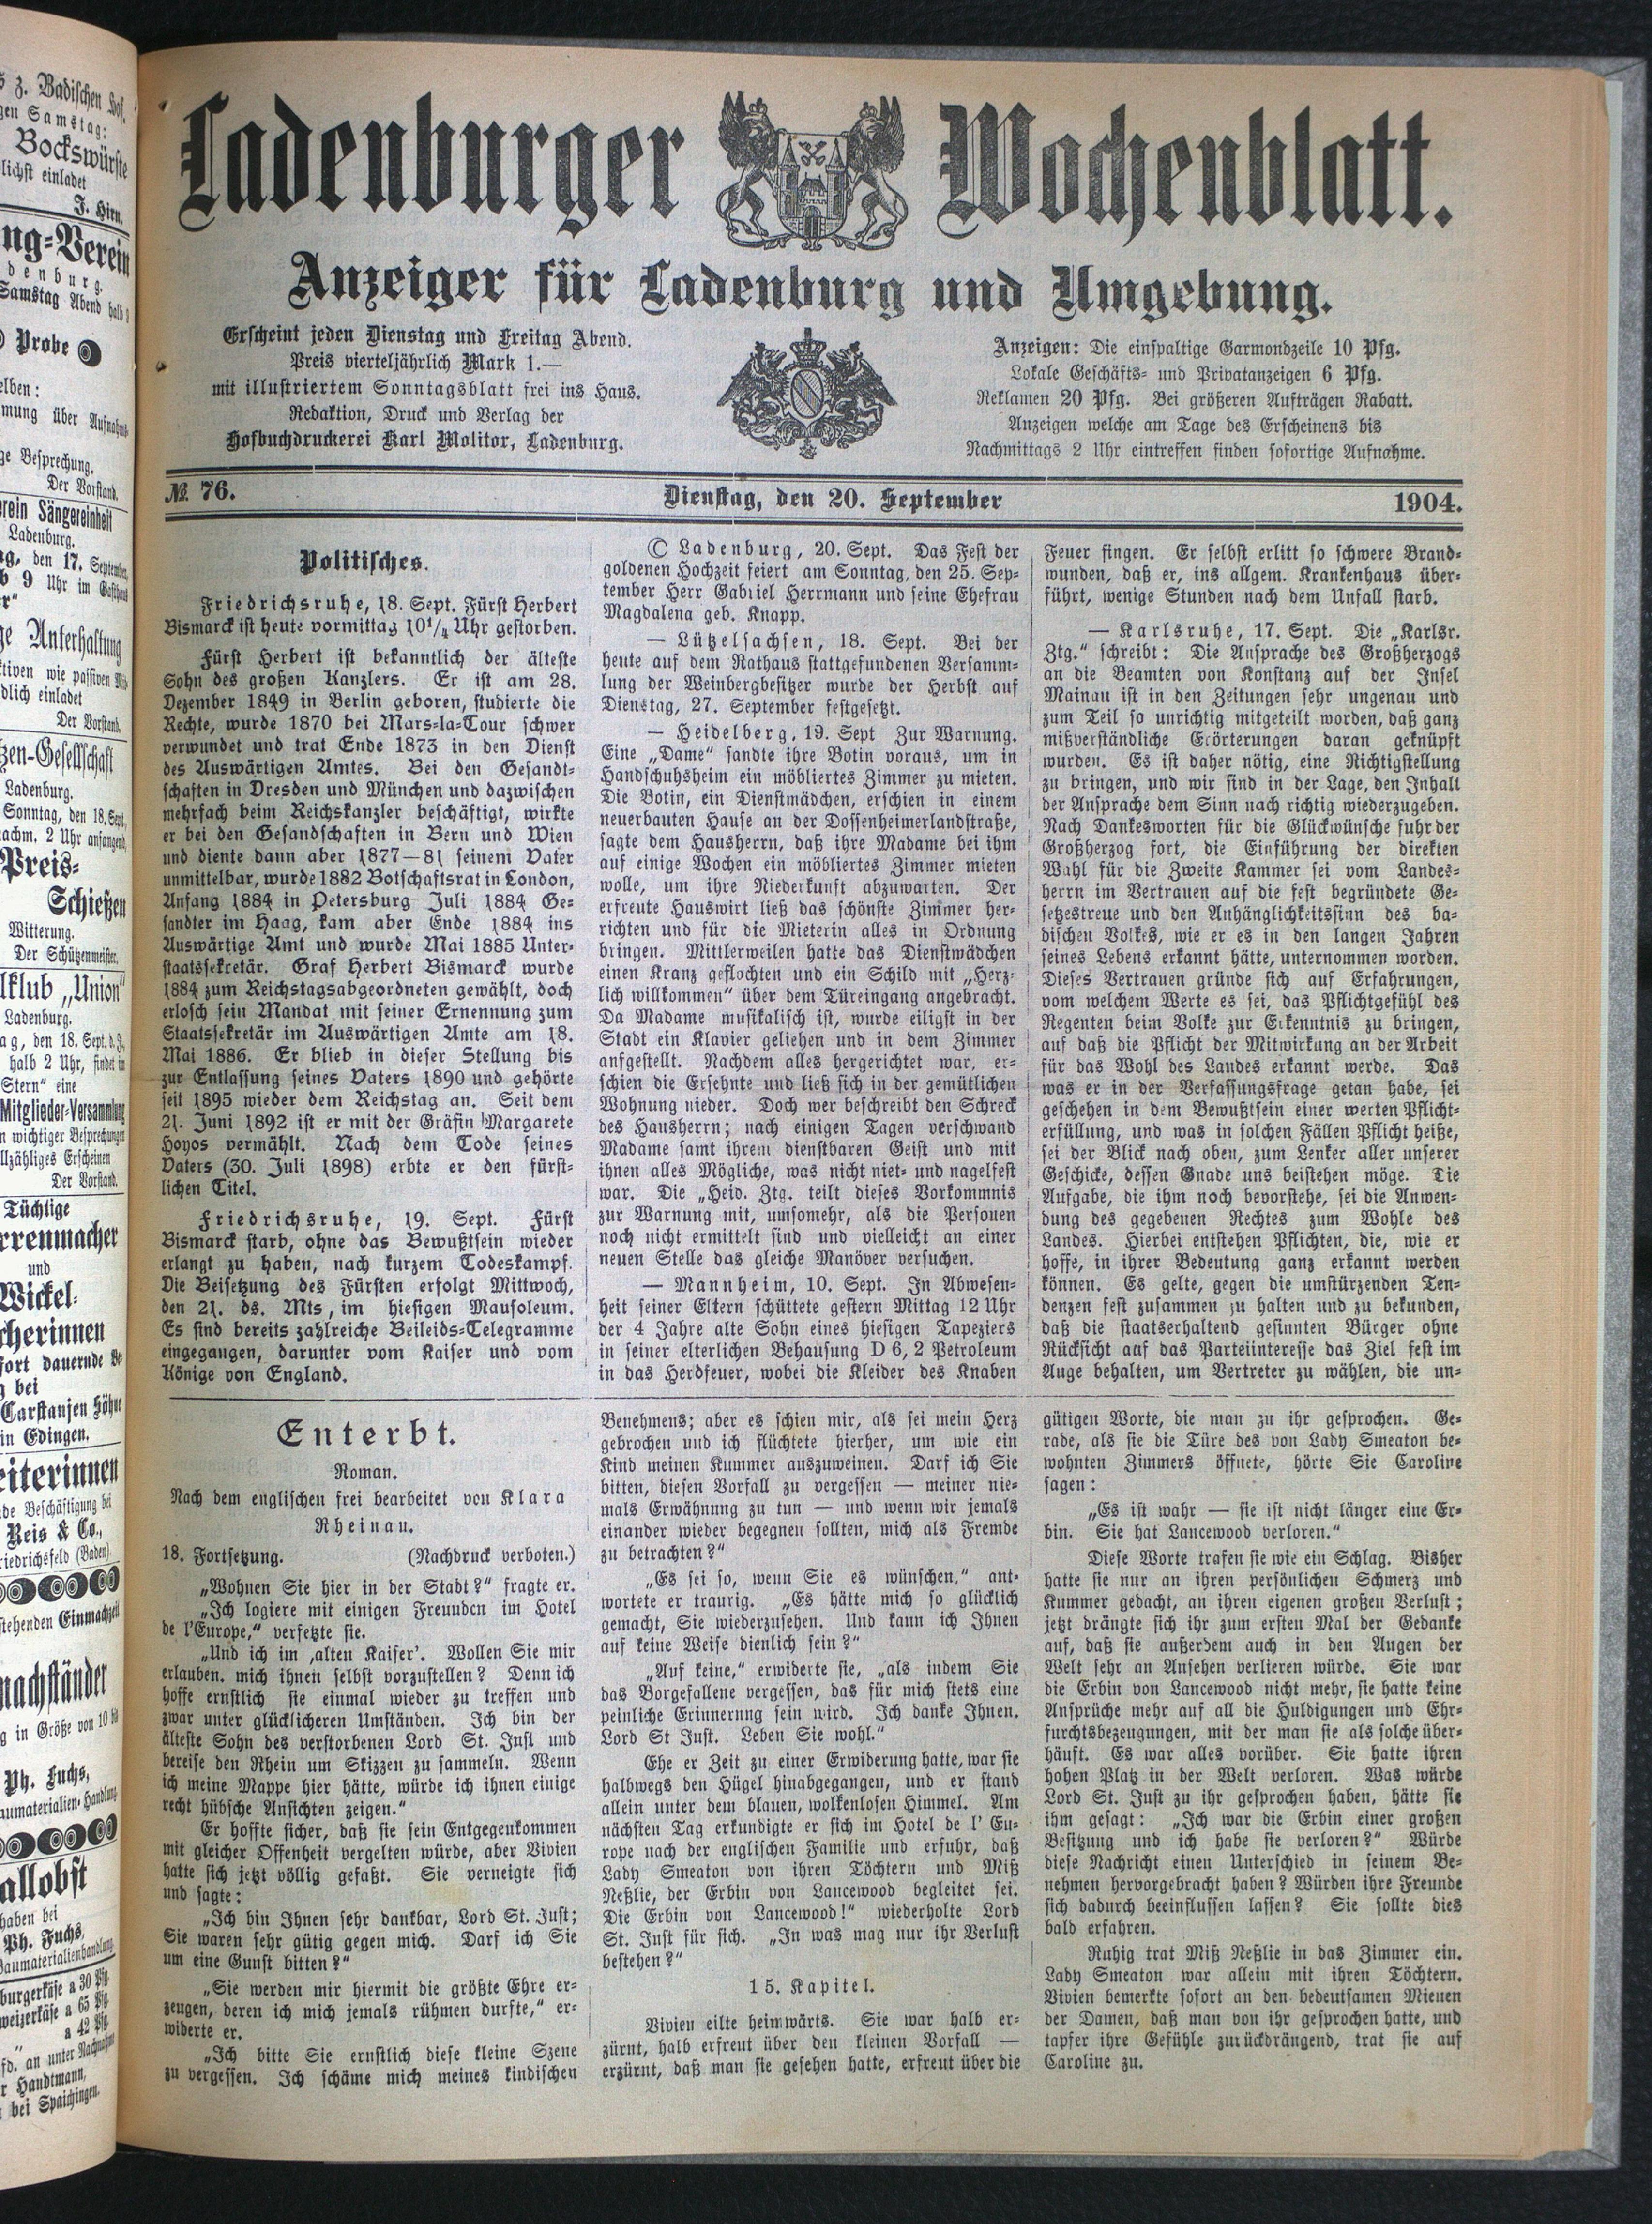 Ladenburger Wochenblatt.
Anzeiger für Ladenburg und Umgebung.
Erscheint jeden Dienstag und Freitag Abend.
Preis vierteljährlich Mark 1.—
mit illustriertem Sonntagsblatt frei ins Haus.
Redaktion, Druck und Verlag der
Hofbuchdruckerei Karl Molitor, Ladenburg.
Anzeigen: Die einspaltige Garmondzeile 10 Pfg.
Lokale Geschäfts- und Privatanzeigen 6 Pfg.
Reklamen 20 Pfg. Bei größeren Aufträgen Rabatt.
Anzeigen welche am Tage des Erscheinens bis
Nachmittags 2 Uhr eintreffen finden sofortige Aufnahme.
№ 76. Dienstag, den 20. September 1904.
Politisches.
Friedrichsruhe, 18. Sept. Fürst Herbert
Bismarck ist heute vormittag 10¼ Uhr gestorben.
Fürst Herbert ist bekanntlich der älteste
Sohn des großen Kanzlers. Er ist am 28.
Dezember 1849 in Berlin geboren, studierte die
Rechte, wurde 1870 bei Mars-la-Tour schwer
verwundet und trat Ende 1873 in den Dienst
des Auswärtigen Amtes. Bei den Gesandt-
schaften in Dresden und München und dazwischen
mehrfach beim Reichskanzler beschäftigt, wirkte
er bei den Gesandschaften in Bern und Wien
und diente dann aber 1877—81 seinem Vater
unmittelbar, wurde 1882 Botschaftsrat in London,
Anfang 1884 in Petersburg Juli 1884 Ge-
sandter im Haag, kam aber Ende 1884 ins
Auswärtige Amt und wurde Mai 1885 Unter-
staatssekretär. Graf Herbert Bismarck wurde
1884 zum Reichstagsabgeordneten gewählt, doch
erlosch sein Mandat mit seiner Ernennung zum
Staatssekretär im Auswärtigen Amte am 18.
Mai 1886. Er blieb in dieser Stellung bis
zur Entlassung seines Vaters 1890 und gehörte
seit 1895 wieder dem Reichstag an. Seit dem
21. Juni 1892 ist er mit der Gräfin Margarete
Hoyos vermählt. Nach dem Tode seines
Vaters (30. Juli 1898) erbte er den fürst-
lichen Titel.
Friedrichsruhe, 19. Sept. Fürst
Bismarck starb, ohne das Bewußtsein wieder
erlangt zu haben, nach kurzem Todeskampf.
Die Beisetzung des Fürsten erfolgt Mittwoch,
den 21. ds. Mts, im hiesigen Mausoleum.
Es sind bereits zahlreiche Beileids-Telegramme
eingegangen, darunter vom Kaiser und vom
Könige von England.
Ⓒ Ladenburg, 20. Sept. Das Fest der
goldenen Hochzeit feiert am Sonntag, den 25. Sep-
tember Herr Gabriel Herrmann und seine Ehefrau
Magdalena geb. Knapp.
— Lützelsachsen, 18. Sept. Bei der
heute auf dem Rathaus stattgefundenen Versamm-
lung der Weinbergbesitzer wurde der Herbst auf
Dienstag, 27. September festgesetzt.
— Heidelberg, 19. Sept Zur Warnung.
Eine „Dame“ sandte ihre Botin voraus, um in
Handschuhsheim ein möbliertes Zimmer zu mieten.
Die Botin, ein Dienstmädchen, erschien in einem
neuerbauten Hause an der Dossenheimerlandstraße,
sagte dem Hausherrn, daß ihre Madame bei ihm
auf einige Wochen ein möbliertes Zimmer mieten
wolle, um ihre Niederkunft abzuwarten. Der
erfreute Hauswirt ließ das schönste Zimmer her-
richten und für die Mieterin alles in Ordnung
bringen. Mittlerweilen hatte das Dienstmädchen
einen Kranz geflochten und ein Schild mit „Herz-
lich willkommen“ über dem Türeingang angebracht.
Da Madame musikalisch ist, wurde eiligst in der
Stadt ein Klavier geliehen und in dem Zimmer
aufgestellt. Nachdem alles hergerichtet war, er-
schien die Ersehnte und ließ sich in der gemütlichen
Wohnung nieder. Doch wer beschreibt den Schreck
des Hausherrn; nach einigen Tagen verschwand
Madame samt ihrem dienstbaren Geist und mit
ihnen alles Mögliche, was nicht niet- und nagelfest
war. Die „Heid. Ztg. teilt dieses Vorkommnis
zur Warnung mit, umsomehr, als die Personen
noch nicht ermittelt sind und vielleicht an einer
neuen Stelle das gleiche Manöver versuchen.
— Mannheim, 10. Sept. In Abwesen-
heit seiner Eltern schüttete gestern Mittag 12 Uhr
der 4 Jahre alte Sohn eines hiesigen Tapeziers
in seiner elterlichen Behausung D 6, 2 Petroleum
in das Herdfeuer, wobei die Kleider des Knaben
Feuer fingen. Er selbst erlitt so schwere Brand-
wunden, daß er, ins allgem. Krankenhaus über-
führt, wenige Stunden nach dem Unfall starb.
— Karlsruhe, 17. Sept. Die „Karlsr.
Ztg.“ schreibt: Die Ansprache des Großherzogs
an die Beamten von Konstanz auf der Insel
Mainau ist in den Zeitungen sehr ungenau und
zum Teil so unrichtig mitgeteilt worden, daß ganz
mißverständliche Erörterungen daran geknüpft
wurden. Es ist daher nötig, eine Richtigstellung
zu bringen, und wir sind in der Lage, den Inhalt
der Ansprache dem Sinn nach richtig wiederzugeben.
Nach Dankesworten für die Glückwünsche fuhr der
Großherzog fort, die Einführung der direkten
Wahl für die Zweite Kammer sei vom Landes-
herrn im Vertrauen auf die fest begründete Ge-
setzestreue und den Anhänglichkeitssinn des ba-
dischen Volkes, wie er es in den langen Jahren
seines Lebens erkannt hätte, unternommen worden.
Dieses Vertrauen gründe sich auf Erfahrungen,
vom welchem Werte es sei, das Pflichtgefühl des
Regenten beim Volke zur Erkenntnis zu bringen,
auf daß die Pflicht der Mitwirkung an der Arbeit
für das Wohl des Landes erkannt werde. Das
was er in der Verfassungsfrage getan habe, sei
geschehen in dem Bewußtsein einer werten Pflicht-
erfüllung, und was in solchen Fällen Pflicht heiße,
sei der Blick nach oben, zum Lenker aller unserer
Geschicke, dessen Gnade uns beistehen möge. Die
Aufgabe, die ihm noch bevorstehe, sei die Anwen-
dung des gegebenen Rechtes zum Wohle des
Landes. Hierbei entstehen Pflichten, die, wie er
hoffe, in ihrer Bedeutung ganz erkannt werden
können. Es gelte, gegen die umstürzenden Ten-
denzen fest zusammen zu halten und zu bekunden,
daß die staatserhaltend gesinnten Bürger ohne
Rücksicht auf das Parteiinteresse das Ziel fest im
Auge behalten, um Vertreter zu wählen, die un-
Enterbt.
Roman.
Nach dem englischen frei bearbeitet von Klara
Rheinau.
18. Fortsetzung. (Nachdruck verboten.)
„Wohnen Sie hier in der Stadt?“ fragte er.
„Ich logiere mit einigen Freunden im Hotel
de l'Europe,“ versetzte sie.
„Und ich im ‚alten Kaiser'. Wollen Sie mir
erlauben. mich ihnen selbst vorzustellen? Denn ich
hoffe ernstlich sie einmal wieder zu treffen und
zwar unter glücklicheren Umständen. Ich bin der
älteste Sohn des verstorbenen Lord St. Just und
bereise den Rhein um Skizzen zu sammeln. Wenn
ich meine Mappe hier hätte, würde ich ihnen einige
recht hübsche Ansichten zeigen.“
Er hoffte sicher, daß sie sein Entgegenkommen
mit gleicher Offenheit vergelten würde, aber Vivien
hatte sich jetzt völlig gefaßt. Sie verneigte sich
und sagte:
„Ich bin Ihnen sehr dankbar, Lord St. Just;
Sie waren sehr gütig gegen mich. Darf ich Sie
um eine Gunst bitten?“
„Sie werden mir hiermit die größte Ehre er-
zeugen, deren ich mich jemals rühmen durfte,“ er-
widerte er.
„Ich bitte Sie ernstlich diese kleine Szene
zu vergessen. Ich schäme mich meines kindischen
Benehmens; aber es schien mir, als sei mein Herz
gebrochen und ich flüchtete hierher, um wie ein
Kind meinen Kummer auszuweinen. Darf ich Sie
bitten, diesen Vorfall zu vergessen — meiner nie-
mals Erwähnung zu tun — und wenn wir jemals
einander wieder begegnen sollten, mich als Fremde
zu betrachten?“
„Es sei so, wenn Sie es wünschen,“ ant-
wortete er traurig. „Es hätte mich so glücklich
gemacht, Sie wiederzusehen. Und kann ich Ihnen
auf keine Weise dienlich sein?“
„Auf keine,“ erwiderte sie, „als indem Sie
das Vorgefallene vergessen, das für mich stets eine
peinliche Erinnerung sein wird. Ich danke Ihnen.
Lord St Just. Leben Sie wohl.“
Ehe er Zeit zu einer Erwiderung hatte, war sie
halbwegs den Hügel hinabgegangen, und er stand
allein unter dem blauen, wolkenlosen Himmel. Am
nächsten Tag erkundigte er sich im Hotel de l' Eu-
rope nach der englischen Familie und erfuhr, daß
Lady Smeaton von ihren Töchtern und Miß
Neßlie, der Erbin von Lancewood begleitet sei.
Die Erbin von Lancewood!“ wiederholte Lord
St. Just für sich. „In was mag nur ihr Verlust
bestehen?“
15. Kapitel.
Vivien eilte heimwärts. Sie war halb er-
zürnt, halb erfreut über den kleinen Vorfall —
erzürnt, daß man sie gesehen hatte, erfreut über die
gütigen Worte, die man zu ihr gesprochen. Ge-
rade, als sie die Türe des von Lady Smeaton be-
wohnten Zimmers öffnete, hörte Sie Caroline
sagen:
„Es ist wahr — sie ist nicht länger eine Er-
bin. Sie hat Lancewood verloren.“
Diese Worte trafen sie wie ein Schlag. Bisher
hatte sie nur an ihren persönlichen Schmerz und
Kummer gedacht, an ihren eigenen großen Verlust;
jetzt drängte sich ihr zum ersten Mal der Gedanke
auf, daß sie außerdem auch in den Augen der
Welt sehr an Ansehen verlieren würde. Sie war
die Erbin von Lancewood nicht mehr, sie hatte keine
Ansprüche mehr auf all die Huldigungen und Ehr-
furchtsbezeugungen, mit der man sie als solche über-
häuft. Es war alles vorüber. Sie hatte ihren
hohen Platz in der Welt verloren. Was würde
Lord St. Just zu ihr gesprochen haben, hätte sie
ihm gesagt: „Ich war die Erbin einer großen
Besitzung und ich habe sie verloren?“ Würde
diese Nachricht einen Unterschied in seinem Be-
nehmen hervorgebracht haben? Würden ihre Freunde
sich dadurch beeinflussen lassen? Sie sollte dies
bald erfahren.
Ruhig trat Miß Neßlie in das Zimmer ein.
Lady Smeaton war allein mit ihren Töchtern.
Vivien bemerkte sofort an den bedeutsamen Mienen
der Damen, daß man von ihr gesprochen hatte, und
tapfer ihre Gefühle zurückdrängend, trat sie auf
Caroline zu.